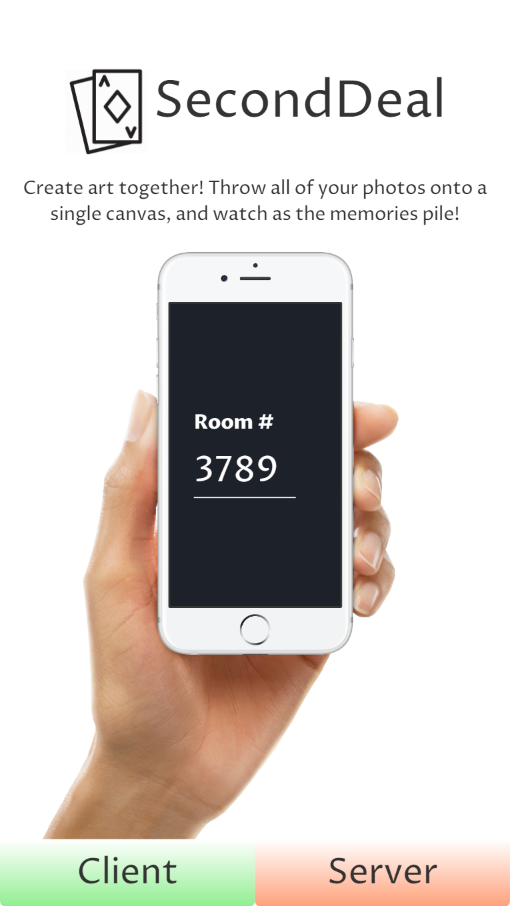 SecondDeal
Create art together! Throw all of your photos onto a
single canvas, and watch as the memories pile!
Room #
3789
Client
Server